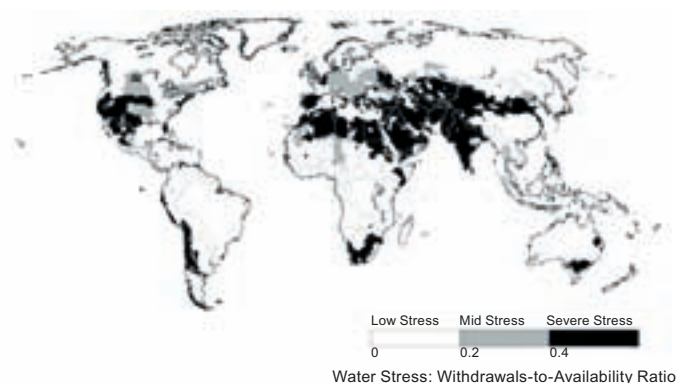 Low Stress Mid Stress Severe Stress
0 0.2 0.4
Water Stress: Withdrawals-to-Availability Ratio